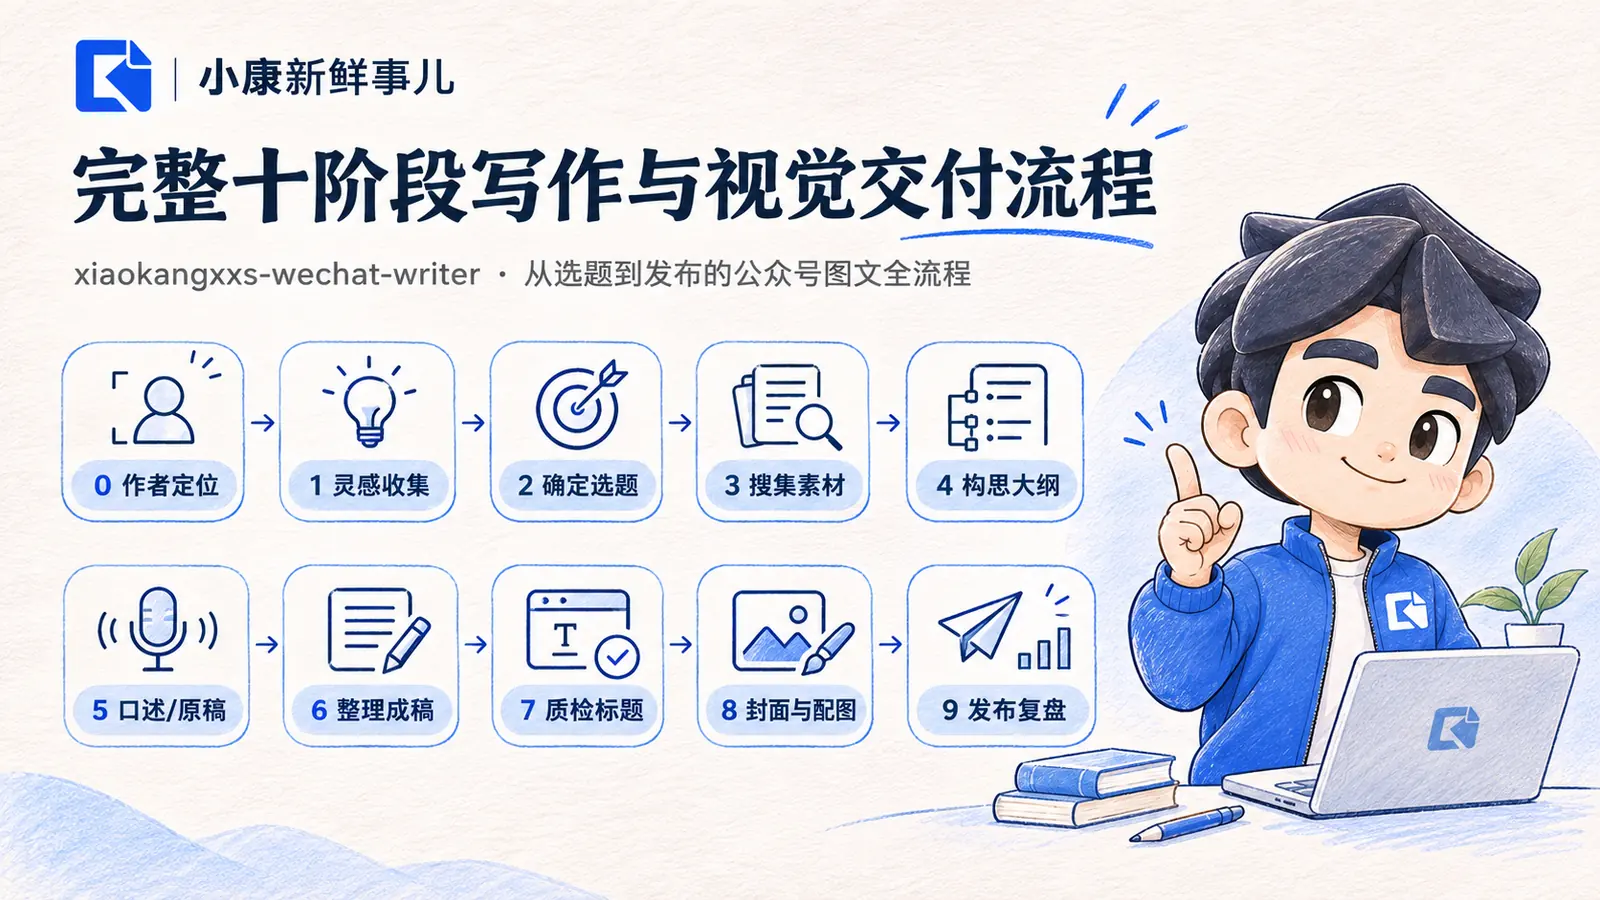 小康新鲜事儿
完整十阶段写作与视觉交付流程
xiaokangxxs-wechat-writer · 从选题到发布的公众号图文全流程
0 作者定位
1 灵感收集
2 确定选题
3 搜集素材
4 构思大纲
5 口述/原稿
6 整理成稿
T
7 质检标题
8 封面与配图
9 发布复盘